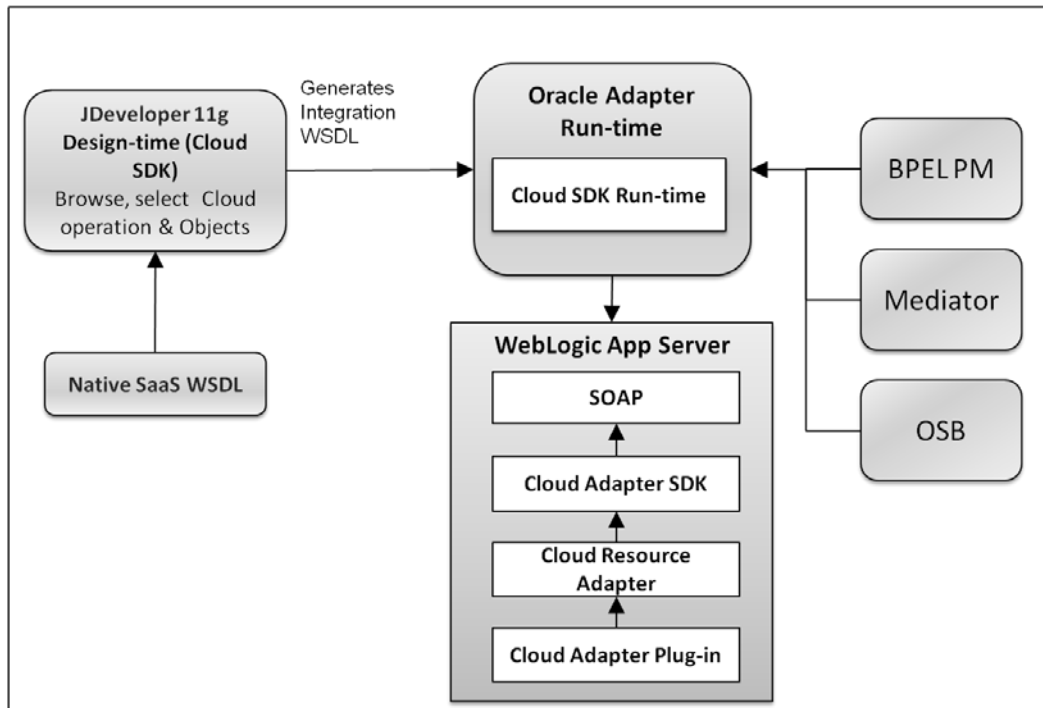 JDeveloper 11g
Design-time (Cloud
SDK)
Browse, select Cloud
operation & Objects
Native SaaS WSDL
Generates
Integration
WSDL
Oracle Adapter
Run-time
Cloud SDK Run-time
WebLogic App Server
SOAP
Cloud Adapter SDK
Cloud Resource
Adapter
Cloud Adapter Plug-in
BPEL PM
Mediator
OSB